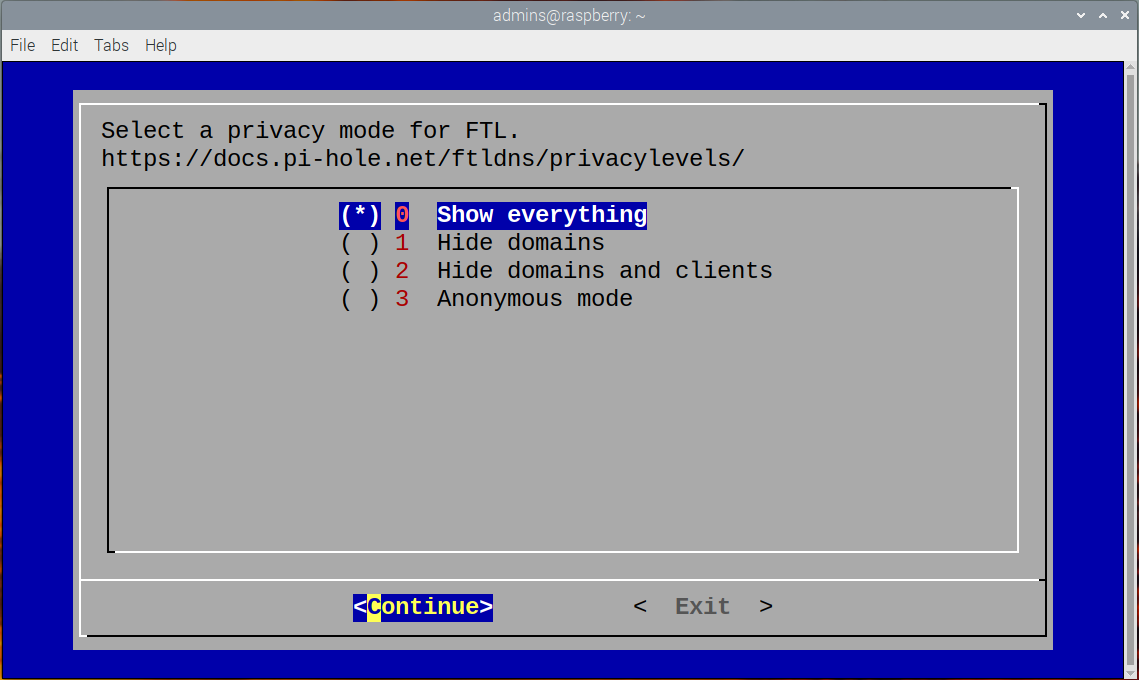 admins@raspberry: ~
File Edit Tabs Help
Select a privacy mode for FTL.
https://docs.pi-hole.net/ftldns/privacylevels/
(*) 0 Show everything
( ) 1 Hide domains
( ) 2 Hide domains and clients
( ) 3 Anonymous mode
<Continue> < Exit >